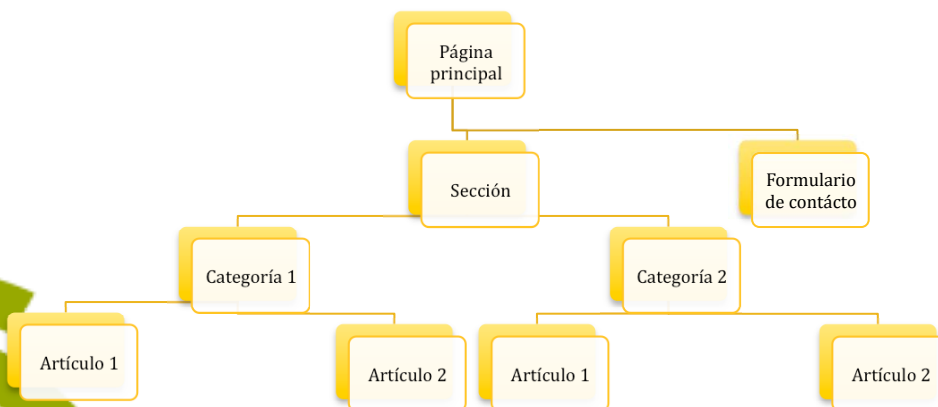 Página
principal
Sección
Formulario
de contácto
Categoría 1
Categoría 2
Artículo 1
Artículo 2
Artículo 1
Artículo 2